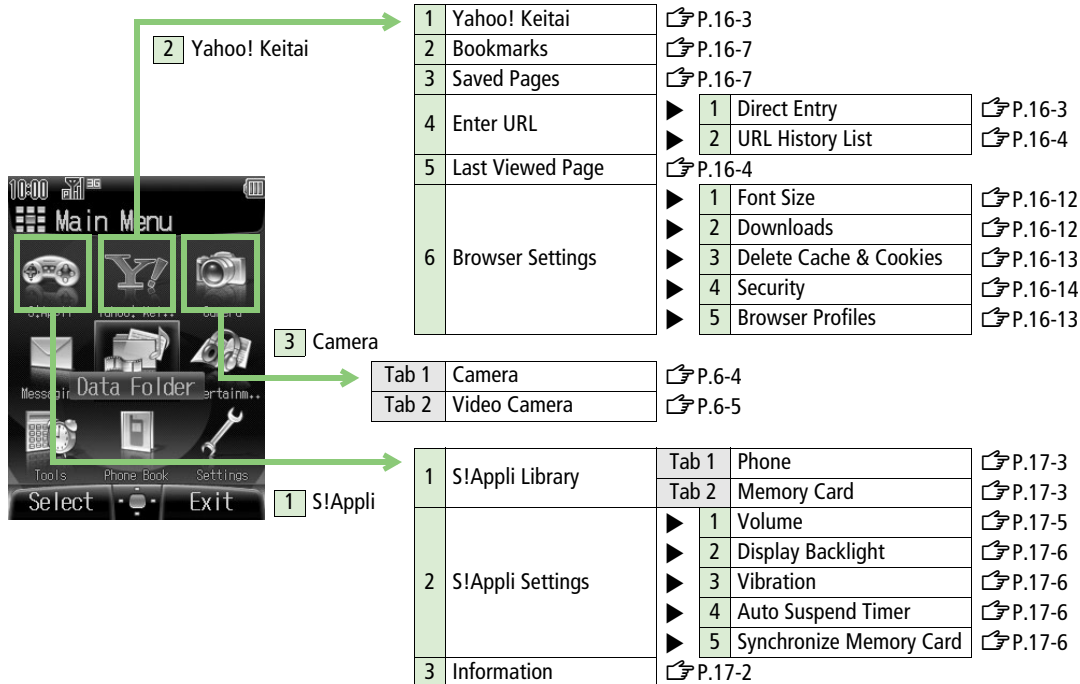 2 Yahoo! Keitai
1 Yahoo! Keitai P.16-3
2 Bookmarks P.16-7
3 Saved Pages P.16-7
4 Enter URL
1 Direct Entry P.16-3
2 URL History List P.16-4
5 Last Viewed Page P.16-4
6 Browser Settings
1 Font Size P.16-12
2 Downloads P.16-12
3 Delete Cache & Cookies P.16-13
4 Security P.16-14
5 Browser Profiles P.16-13
10:00 3G
Main Menu
Y!
S!Appli Yahoo! Kei.. Camera
Data Folder
Tools Phone Book Settings
Select Exit
3 Camera
Tab 1 Camera P.6-4
Tab 2 Video Camera P.6-5
1 S!Appli
1 S!Appli Library
Tab 1 Phone P.17-3
Tab 2 Memory Card P.17-3
2 S!Appli Settings
1 Volume P.17-5
2 Display Backlight P.17-6
3 Vibration P.17-6
4 Auto Suspend Timer P.17-6
5 Synchronize Memory Card P.17-6
3 Information P.17-2